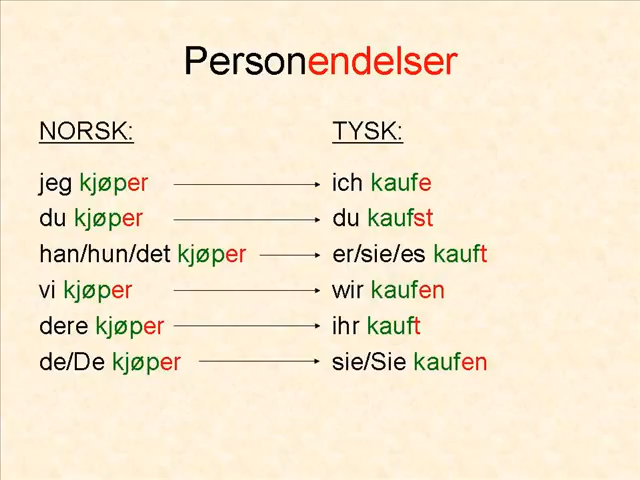 Personendelser
NORSK: TYSK:
jeg kjøper ich kaufe
du kjøper du kaufst
han/hun/det kjøper er/sie/es kauft
vi kjøper wir kaufen
dere kjøper ihr kauft
de/De kjøper sie/Sie kaufen